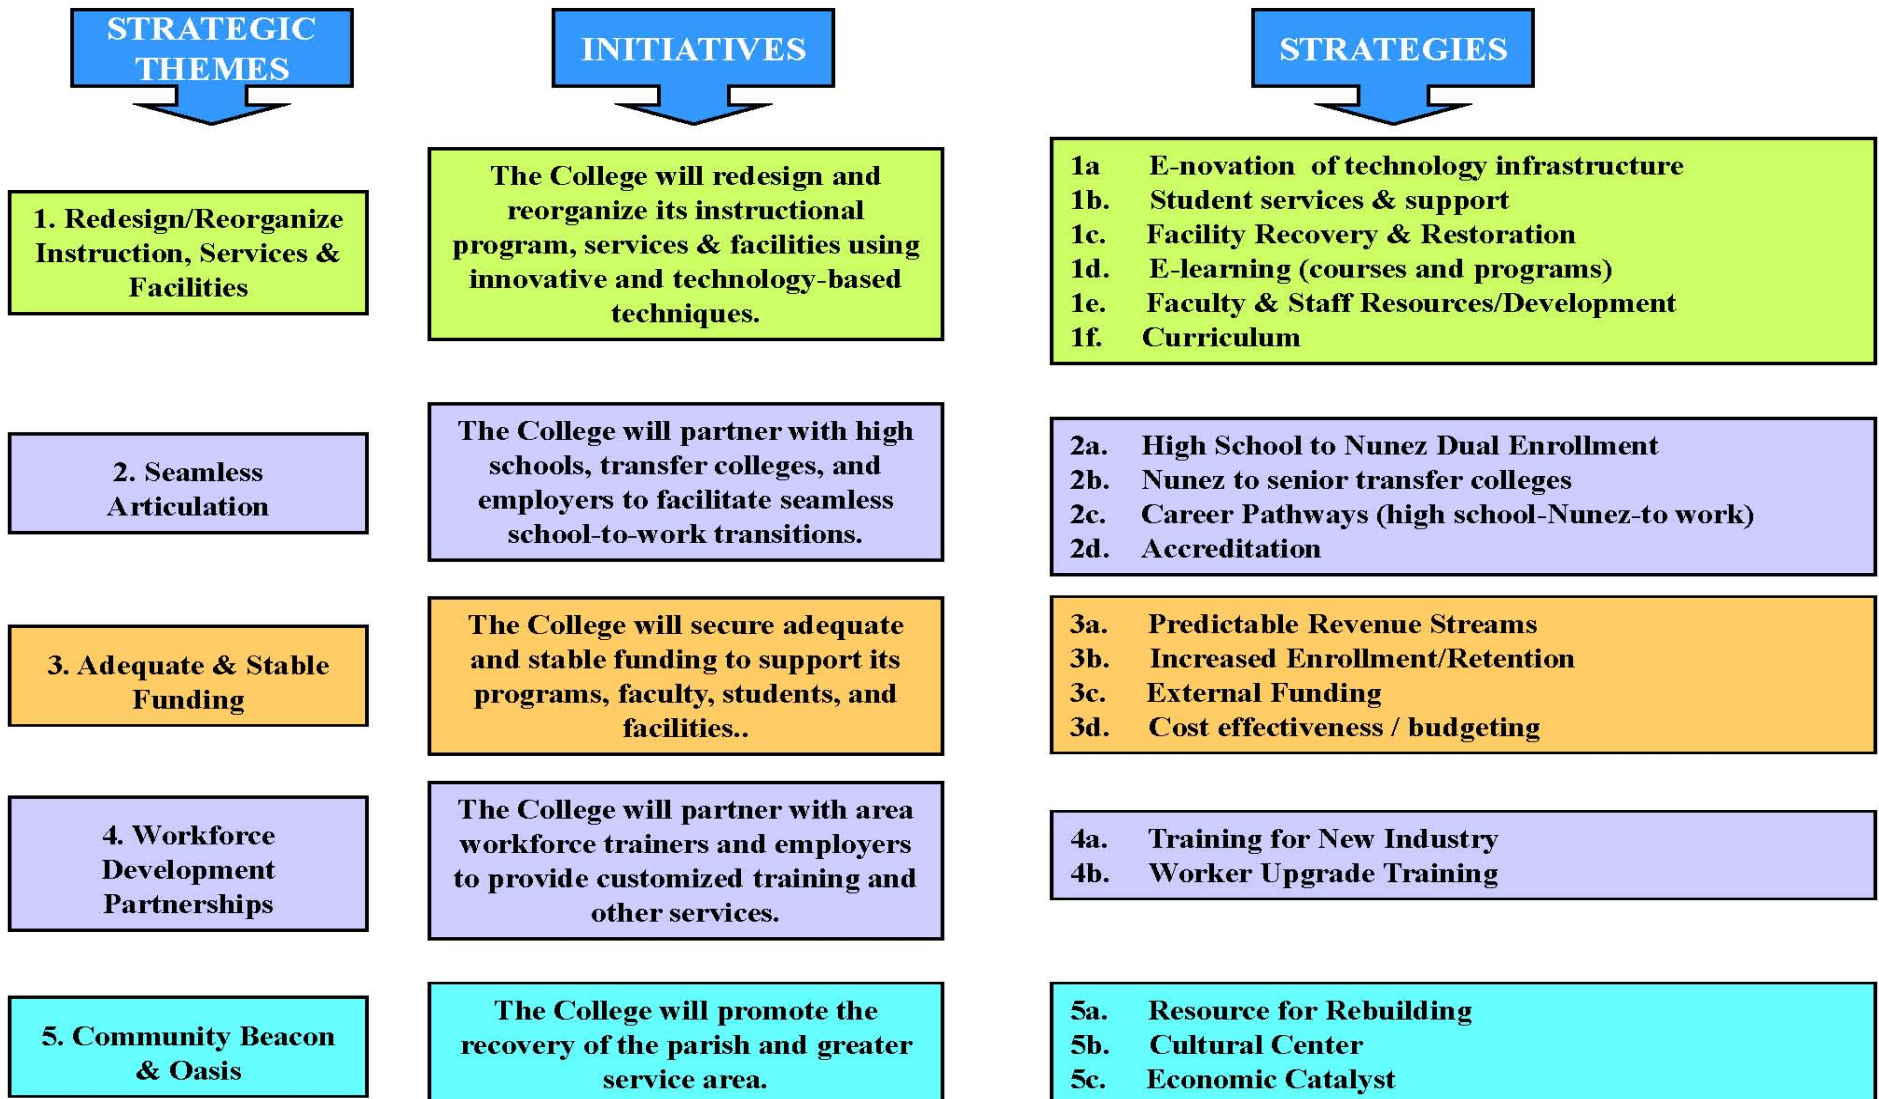 STRATEGIC
THEMES
INITIATIVES
STRATEGIES
1. Redesign/Reorganize
Instruction, Services &
Facilities
The College will redesign and
reorganize its instructional
program, services & facilities using
innovative and technology-based
techniques.
1a E-novation of technology infrastructure
1b. Student services & support
1c. Facility Recovery & Restoration
1d. E-learning (courses and programs)
1e. Faculty & Staff Resources/Development
1f. Curriculum
2. Seamless
Articulation
The College will partner with high
schools, transfer colleges, and
employers to facilitate seamless
school-to-work transitions.
2a. High School to Nunez Dual Enrollment
2b. Nunez to senior transfer colleges
2c. Career Pathways (high school-Nunez-to work)
2d. Accreditation
3. Adequate & Stable
Funding
The College will secure adequate
and stable funding to support its
programs, faculty, students, and
facilities..
3a. Predictable Revenue Streams
3b. Increased Enrollment/Retention
3c. External Funding
3d. Cost effectiveness / budgeting
4. Workforce
Development
Partnerships
The College will partner with area
workforce trainers and employers
to provide customized training and
other services.
4a. Training for New Industry
4b. Worker Upgrade Training
5. Community Beacon
& Oasis
The College will promote the
recovery of the parish and greater
service area.
5a. Resource for Rebuilding
5b. Cultural Center
5c. Economic Catalyst